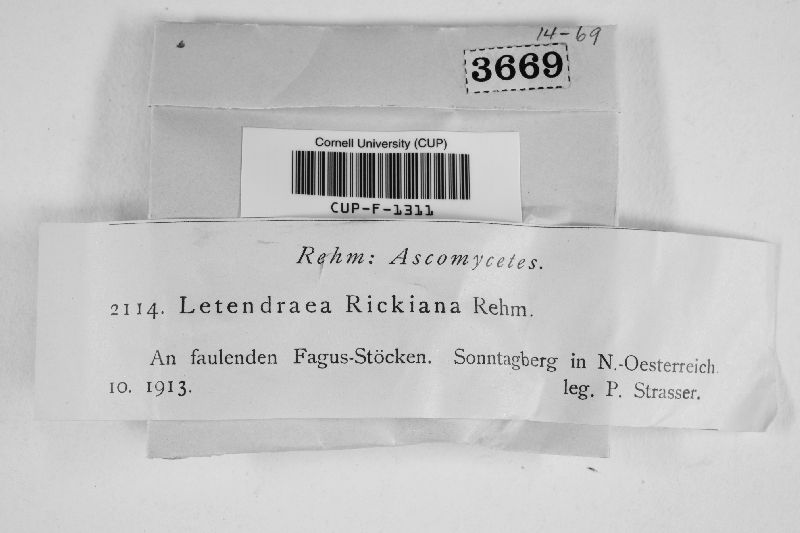 14-69
3669
Cornell University (CUP)
CUP-F-1311
Rehm: Ascomycetes.
2114. Letendraea Rickiana Rehm.
An faulenden Fagus-Stöcken. Sonntagberg in N.-Oesterreich.
10. 1913. leg. P. Strasser.